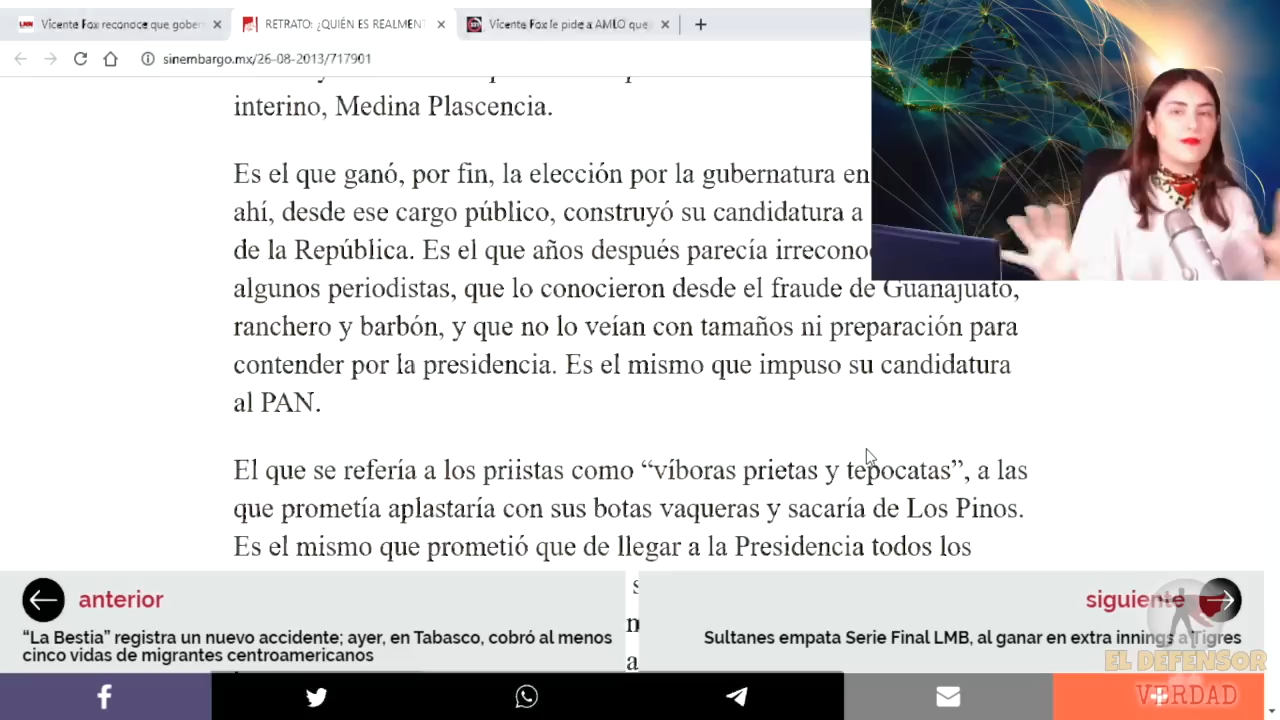 Vicente Fox reconoce que gober
RETRATO: ¿QUIÉN ES REALMENT
Vicente Fox le pide a AMLO que
sinembargo.mx/26-08-2013/717901
interino, Medina Plascencia.
Es el que ganó, por fin, la elección por la gubernatura en
ahí, desde ese cargo público, construyó su candidatura a
de la República. Es el que años después parecía
algunos periodistas, que lo conocieron desde el fraude de Guanajuato,
ranchero y barbón, y que no lo veían con tamaños ni preparación para
contender por la presidencia. Es el mismo que impuso su candidatura
al PAN.
El que se refería a los priistas como “víboras prietas y tepocatas”, a las
que prometía aplastaría con sus botas vaqueras y sacaría de Los Pinos.
Es el mismo que prometió que de llegar a la Presidencia todos los
anterior
“La Bestia” registra un nuevo accidente; ayer, en Tabasco, cobró al menos
cinco vidas de migrantes centroamericanos
siguiente
Sultanes empata Serie Final LMB, al ganar en extra innings a Tigres
EL DEFENSOR
VERDAD